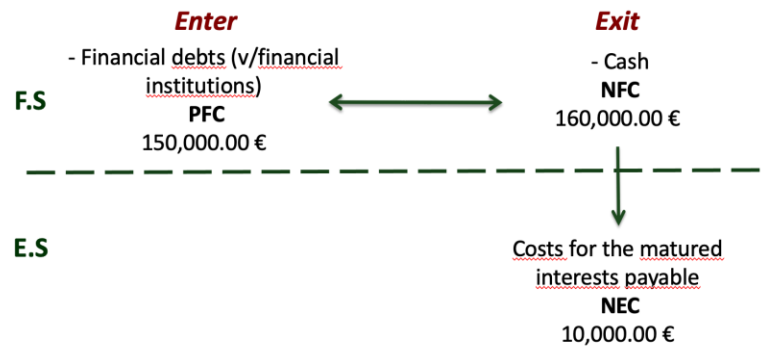 Enter
Exit
- Financial debts (v/financial
institutions)
PFC
150,000.00 €
- Cash
NFC
160,000.00 €
F.S
E.S
Costs for the matured
interests payable
NEC
10,000.00 €